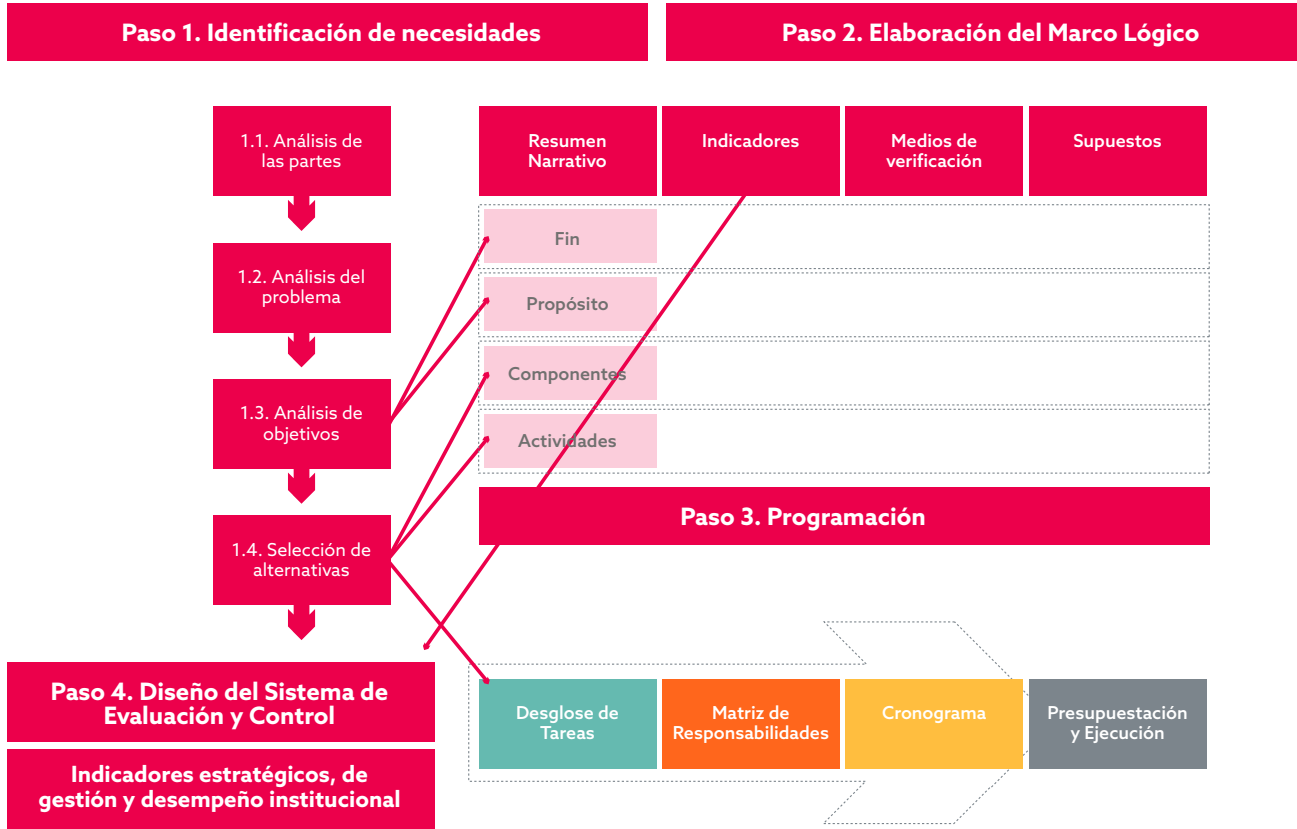 Paso 1. Identificación de necesidades
Paso 2. Elaboración del Marco Lógico
1.1. Análisis de
las partes
1.2. Análisis del
problema
1.3. Análisis de
objetivos
1.4. Selección de
alternativas
Resumen
Narrativo
Indicadores
Medios de
verificación
Supuestos
Fin
Propósito
Componentes
Actividades
Paso 3. Programación
Paso 4. Diseño del Sistema de
Evaluación y Control
Indicadores estratégicos, de
gestión y desempeño institucional
Desglose de
Tareas
Matriz de
Responsabilidades
Cronograma
Presupuestación
y Ejecución